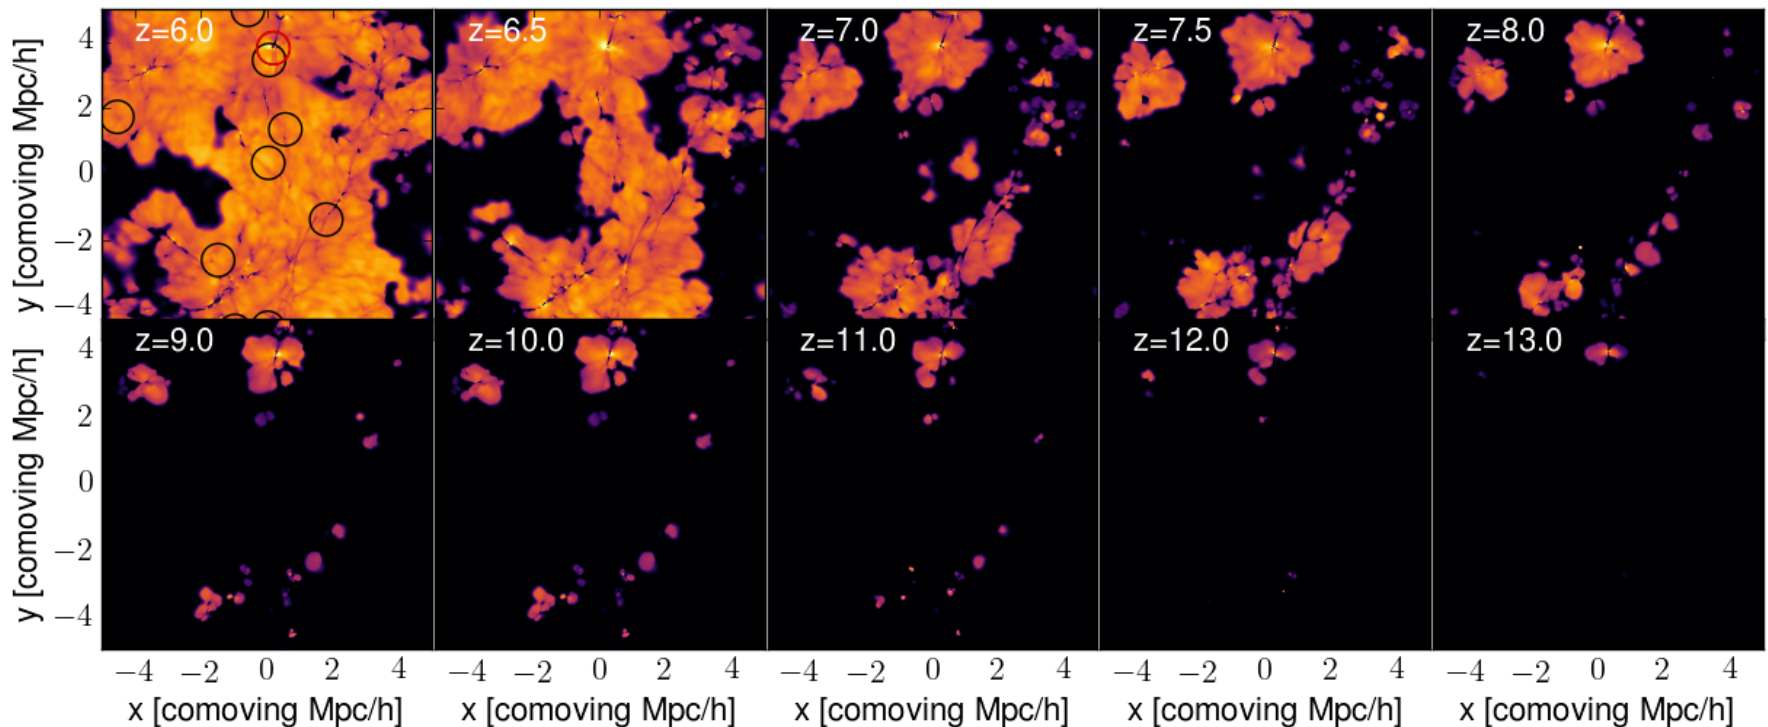 z=6.0 z=6.5 z=7.0 z=7.5 z=8.0
y [comoving Mpc/h]
4
2
0
−2
−4
z=9.0 z=10.0 z=11.0 z=12.0 z=13.0
y [comoving Mpc/h]
4
2
0
−2
−4
−4 −2 0 2 4 −4 −2 0 2 4 −4 −2 0 2 4 −4 −2 0 2 4 −4 −2 0 2 4
x [comoving Mpc/h] x [comoving Mpc/h] x [comoving Mpc/h] x [comoving Mpc/h] x [comoving Mpc/h]